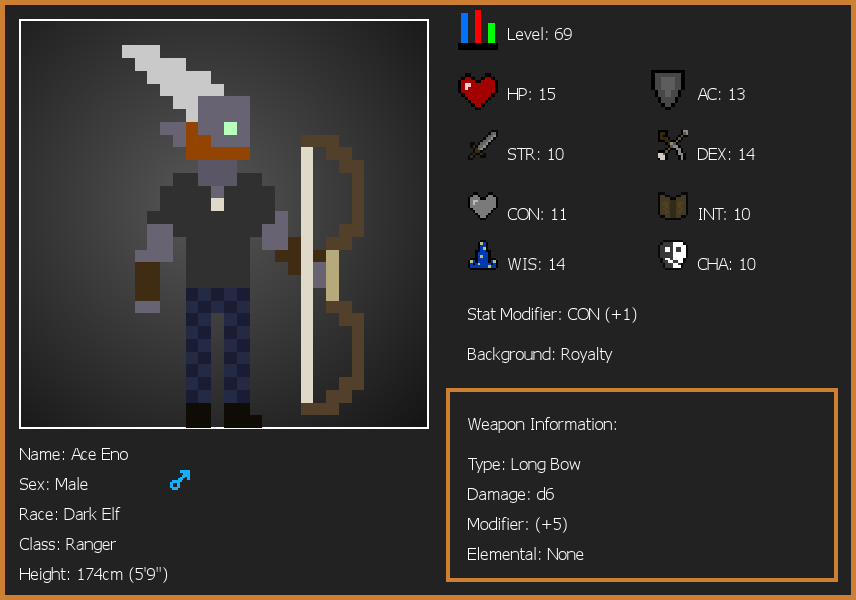 Level: 69
HP: 15
AC: 13
STR: 10
DEX: 14
CON: 11
INT: 10
WIS: 14
CHA: 10
Stat Modifier: CON (+1)
Background: Royalty
Weapon Information:
Type: Long Bow
Damage: d6
Modifier: (+5)
Elemental: None
Name: Ace Eno
Sex: Male
Race: Dark Elf
Class: Ranger
Height: 174cm (5'9")